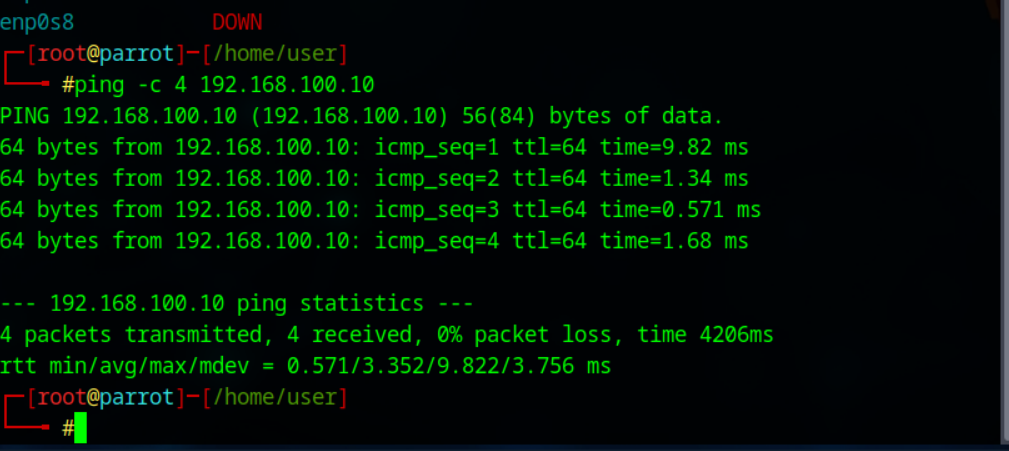 enp0s8 DOWN
┌─[root@parrot]─[/home/user]
└──╼ #ping -c 4 192.168.100.10
PING 192.168.100.10 (192.168.100.10) 56(84) bytes of data.
64 bytes from 192.168.100.10: icmp_seq=1 ttl=64 time=9.82 ms
64 bytes from 192.168.100.10: icmp_seq=2 ttl=64 time=1.34 ms
64 bytes from 192.168.100.10: icmp_seq=3 ttl=64 time=0.571 ms
64 bytes from 192.168.100.10: icmp_seq=4 ttl=64 time=1.68 ms
--- 192.168.100.10 ping statistics ---
4 packets transmitted, 4 received, 0% packet loss, time 4206ms
rtt min/avg/max/mdev = 0.571/3.352/9.822/3.756 ms
┌─[root@parrot]─[/home/user]
└──╼ #